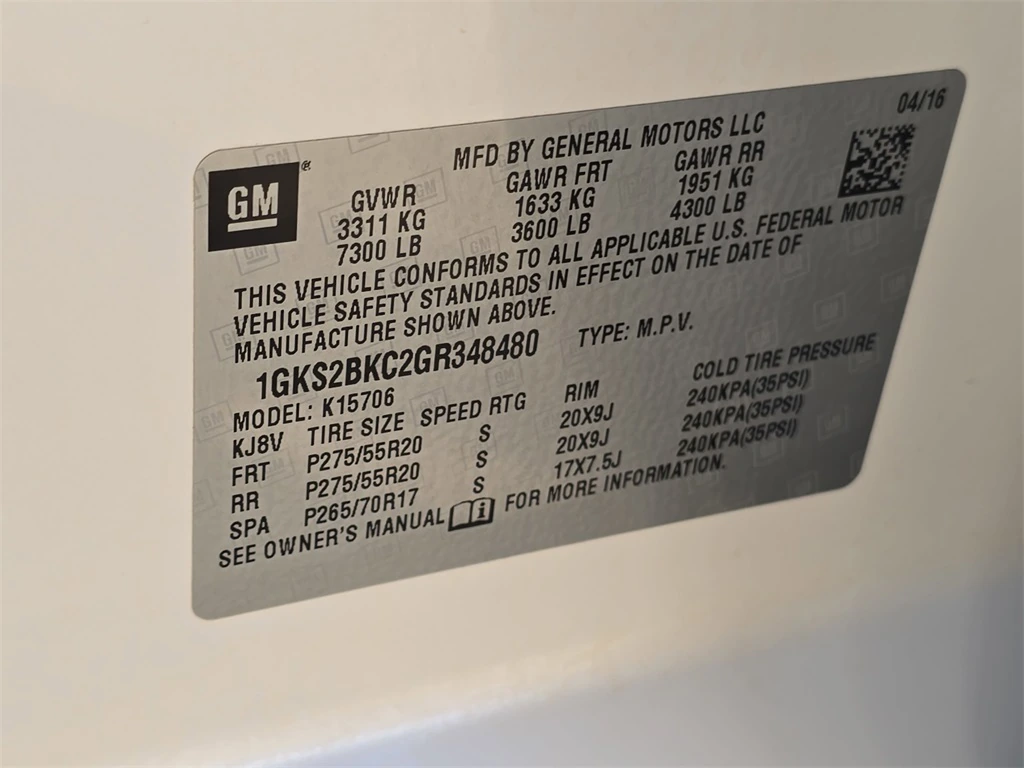 04/16
MFD BY GENERAL MOTORS LLC
GM ®
GVWR GAWR FRT GAWR RR
3311 KG 1633 KG 1951 KG
7300 LB 3600 LB 4300 LB
THIS VEHICLE CONFORMS TO ALL APPLICABLE U.S. FEDERAL MOTOR
VEHICLE SAFETY STANDARDS IN EFFECT ON THE DATE OF
MANUFACTURE SHOWN ABOVE.
1GKS2BKC2GR348480 TYPE: M.P.V.
MODEL: K15706
KJ8V TIRE SIZE SPEED RTG RIM COLD TIRE PRESSURE
FRT P275/55R20 S 20X9J 240KPA(35PSI)
RR P275/55R20 S 20X9J 240KPA(35PSI)
SPA P265/70R17 S 17X7.5J 240KPA(35PSI)
SEE OWNER'S MANUAL i FOR MORE INFORMATION.